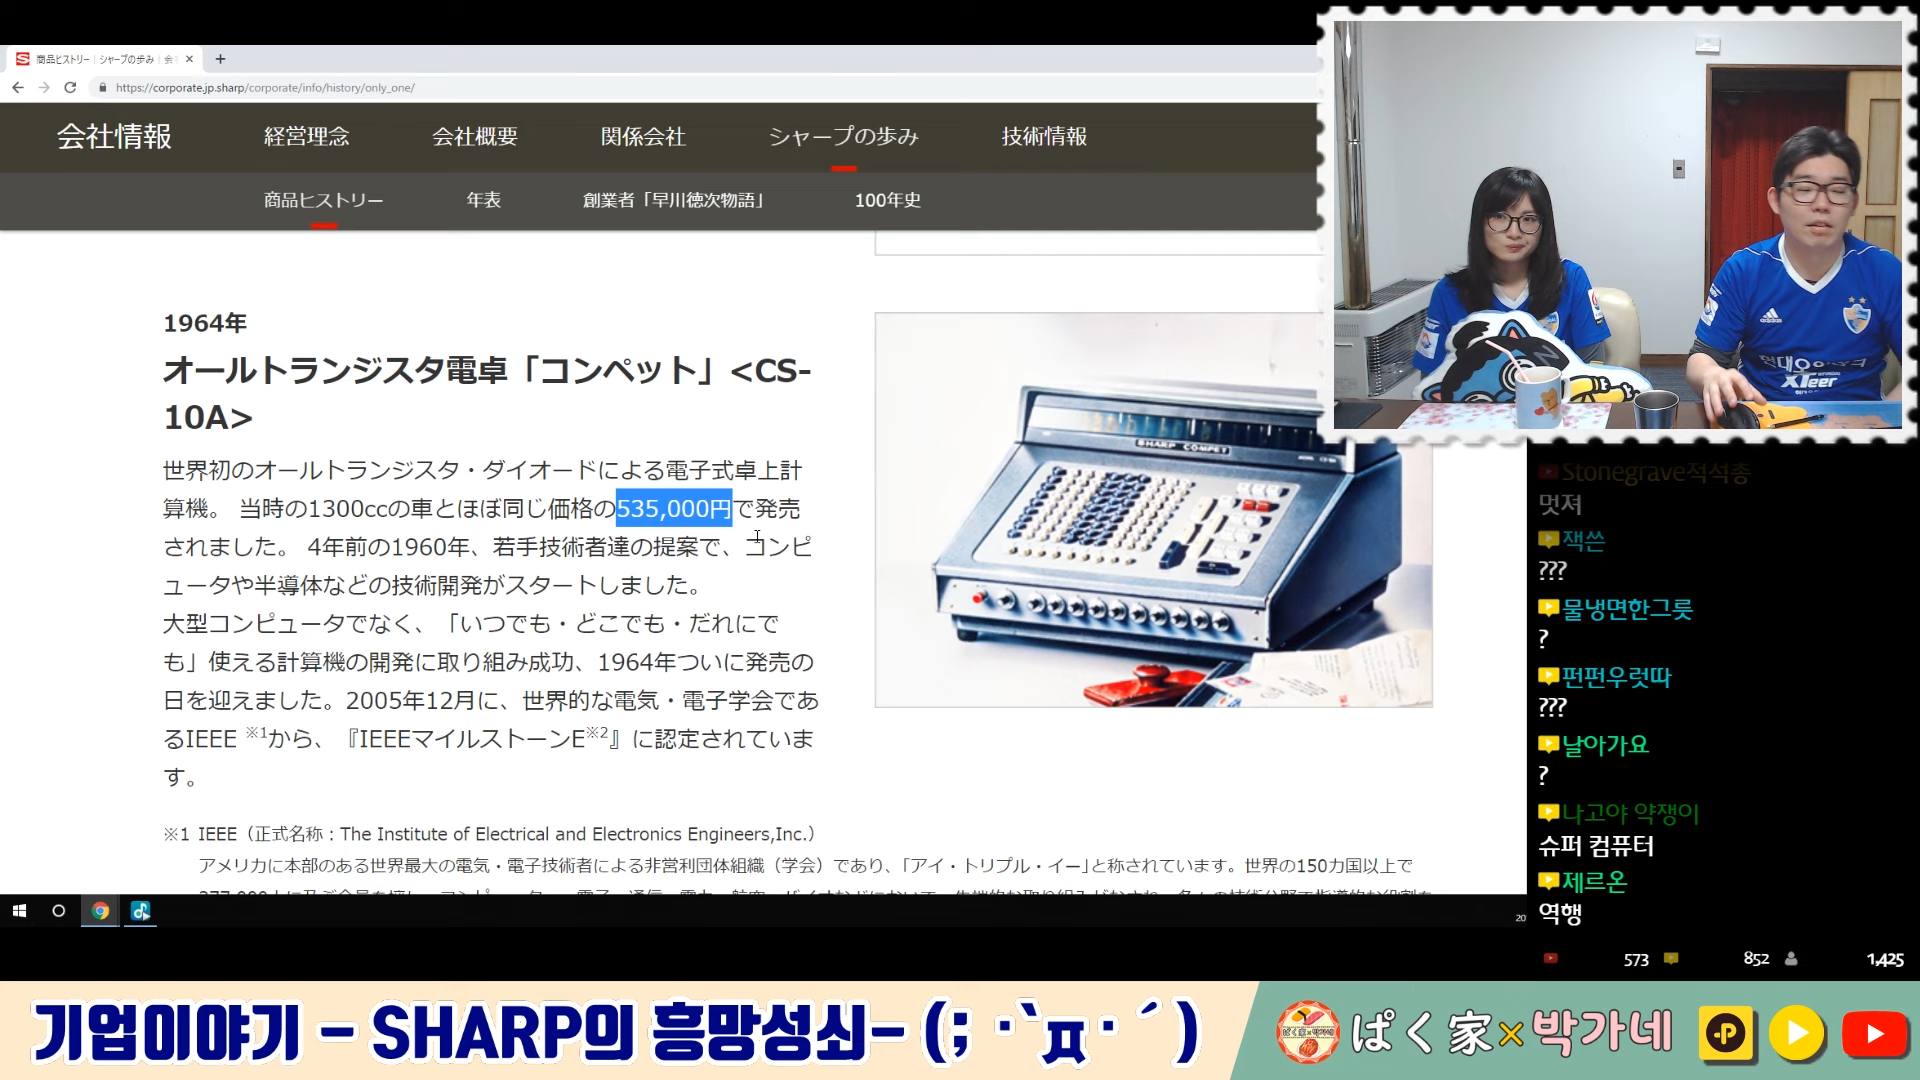 商品ヒストリー｜シャープの歩み｜会
https://corporate.jp.sharp/corporate/info/history/only_one/
会社情報
経営理念
会社概要
関係会社
シャープの歩み
技術情報
商品ヒストリー
年表
創業者「早川徳次物語」
100年史
1964年
オールトランジスタ電卓「コンペット」<CS-
10A>
世界初のオールトランジスタ・ダイオードによる電子式卓上計
算機。 当時の1300ccの車とほぼ同じ価格の535,000円で発売
されました。 4年前の1960年、若手技術者達の提案で、コンピ
ュータや半導体などの技術開発がスタートしました。
大型コンピュータでなく、「いつでも・どこでも・だれにで
も」使える計算機の開発に取り組み成功、1964年ついに発売の
日を迎えました。2005年12月に、世界的な電気・電子学会であ
るIEEE ※1から、『IEEEマイルストーンE※2』に認定されていま
す。
※1 IEEE（正式名称：The Institute of Electrical and Electronics Engineers,Inc.）
アメリカに本部のある世界最大の電気・電子技術者による非営利団体組織（学会）であり、「アイ・トリプル・イー」と称されています。世界の150カ国以上で
SHARP COMPET
adidas
현대오일뱅크
XTeer
Stonegrave적석총
멋져
잭쓴
???
물냉면한그릇
?
펀펀우럿따
???
날아가요
?
나고야 약쟁이
슈퍼 컴퓨터
제르온
역행
20
573
852
1,425
기업이야기 - SHARP의 흥망성쇠- (; ･`д･´)
ぱく家×박가네